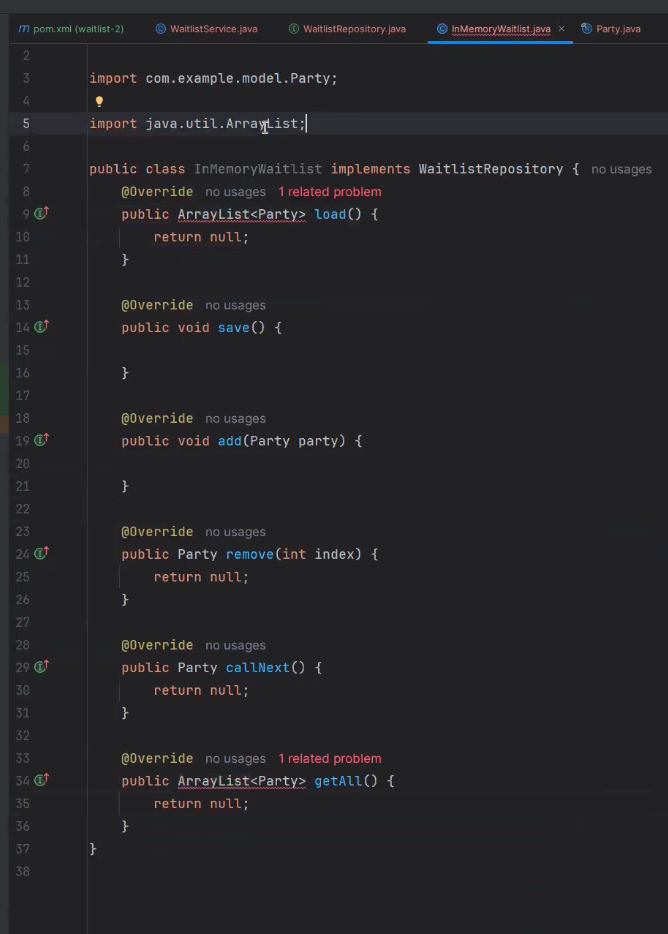 pom.xml (waitlist-2) WaitlistService.java WaitlistRepository.java InMemoryWaitlist.java Party.java
2
3 import com.example.model.Party;
4
5 import java.util.ArrayList;
6
7 public class InMemoryWaitlist implements WaitlistRepository { no usages
8 @Override no usages 1 related problem
9 public ArrayList<Party> load() {
10 return null;
11 }
12
13 @Override no usages
14 public void save() {
15
16 }
17
18 @Override no usages
19 public void add(Party party) {
20
21 }
22
23 @Override no usages
24 public Party remove(int index) {
25 return null;
26 }
27
28 @Override no usages
29 public Party callNext() {
30 return null;
31 }
32
33 @Override no usages 1 related problem
34 public ArrayList<Party> getAll() {
35 return null;
36 }
37 }
38